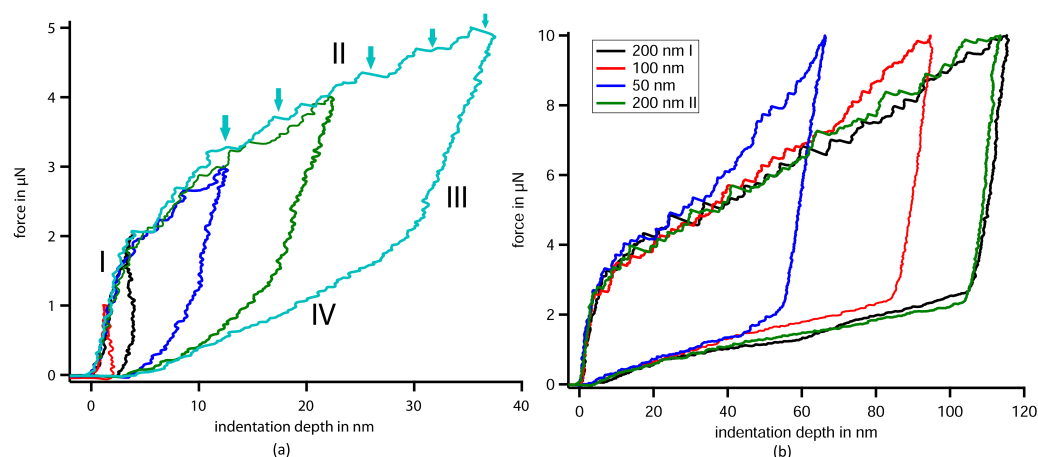 5
4
3
2
1
0
force in µN
I
II
III
IV
0
10
20
30
40
indentation depth in nm
(a)
10
8
6
4
2
0
force in µN
200 nm I
100 nm
50 nm
200 nm II
0
20
40
60
80
100
120
indentation depth in nm
(b)